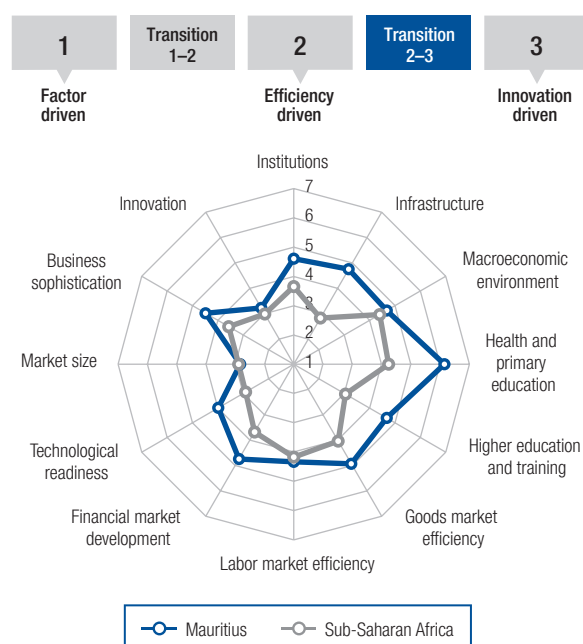 1
Transition
1–2
2
Transition
2–3
3
Factor
driven
Efficiency
driven
Innovation
driven
Institutions
Infrastructure
Macroeconomic
environment
Health and
primary
education
Higher education
and training
Goods market
efficiency
Labor market efficiency
Financial market
development
Technological
readiness
Market size
Business
sophistication
Innovation
7
6
5
4
3
2
1
Mauritius
Sub-Saharan Africa